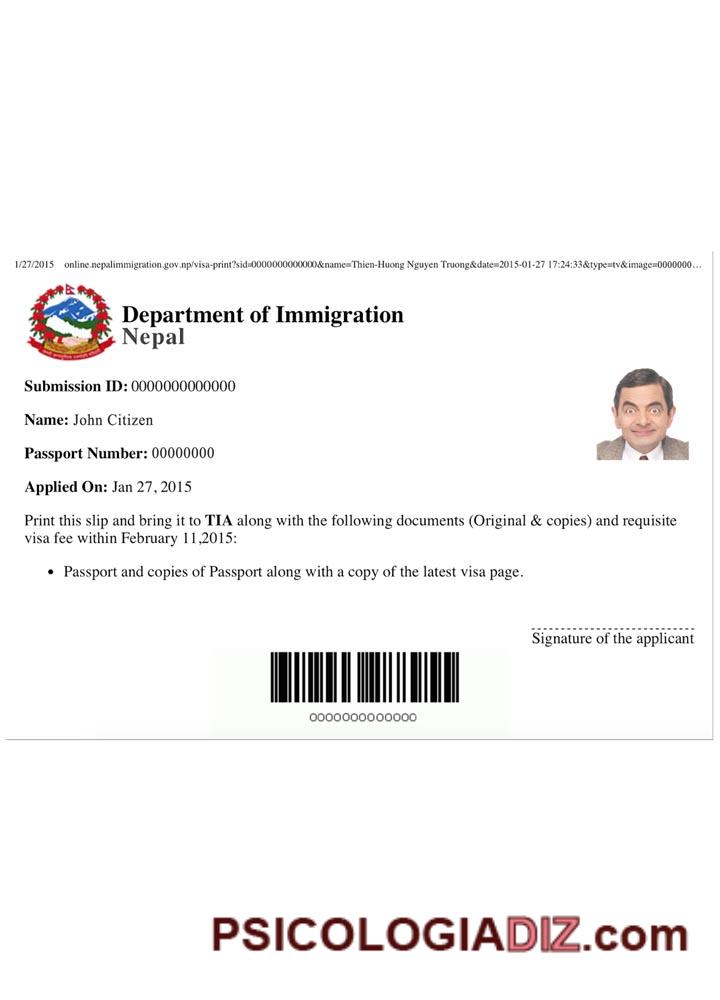 1/27/2015 online.nepalimmigration.gov.np/visa-print?sid=0000000000000&name=Thien-Huong Nguyen Truong&date=2015-01-27 17:24:33&type=tv&image=0000000...
Department of Immigration
Nepal
Submission ID: 0000000000000
Name: John Citizen
Passport Number: 00000000
Applied On: Jan 27, 2015
Print this slip and bring it to TIA along with the following documents (Original & copies) and requisite
visa fee within February 11,2015:
• Passport and copies of Passport along with a copy of the latest visa page.
Signature of the applicant
0000000000000
PSICOLOGIADIZ.com